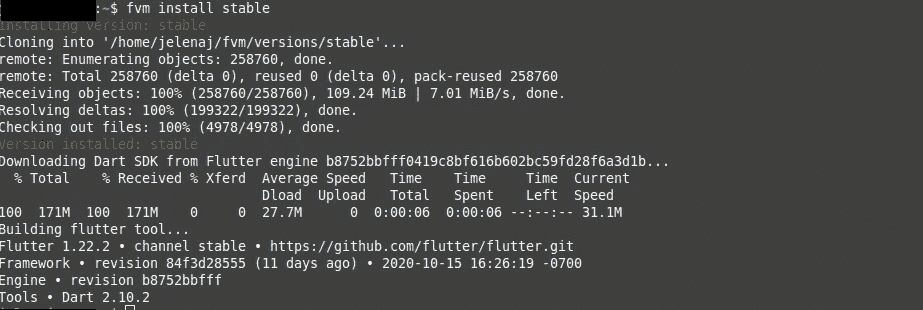 :~$ fvm install stable
Installing version: stable
Cloning into '/home/jelenaj/fvm/versions/stable'...
remote: Enumerating objects: 258760, done.
remote: Total 258760 (delta 0), reused 0 (delta 0), pack-reused 258760
Receiving objects: 100% (258760/258760), 109.24 MiB | 7.01 MiB/s, done.
Resolving deltas: 100% (199322/199322), done.
Checking out files: 100% (4978/4978), done.
Version installed: stable
Downloading Dart SDK from Flutter engine b8752bbfff0419c8bf616b602bc59fd28f6a3d1b...
% Total % Received % Xferd Average Speed Time Time Time Current
Dload Upload Total Spent Left Speed
100 171M 100 171M 0 0 27.7M 0 0:00:06 0:00:06 --:--:-- 31.1M
Building flutter tool...
Flutter 1.22.2 • channel stable • https://github.com/flutter/flutter.git
Framework • revision 84f3d28555 (11 days ago) • 2020-10-15 16:26:19 -0700
Engine • revision b8752bbfff
Tools • Dart 2.10.2